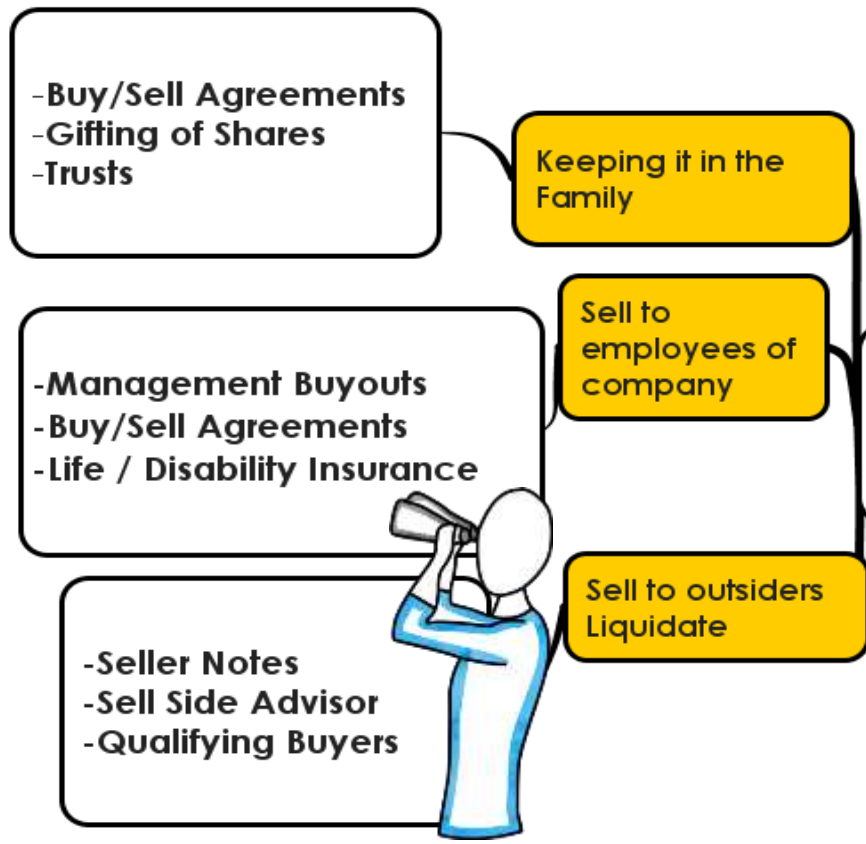 -Buy/Sell Agreements
-Gifting of Shares
-Trusts
Keeping it in the
Family
-Management Buyouts
-Buy/Sell Agreements
-Life / Disability Insurance
Sell to
employees of
company
-Seller Notes
-Sell Side Advisor
-Qualifying Buyers
Sell to outsiders
Liquidate